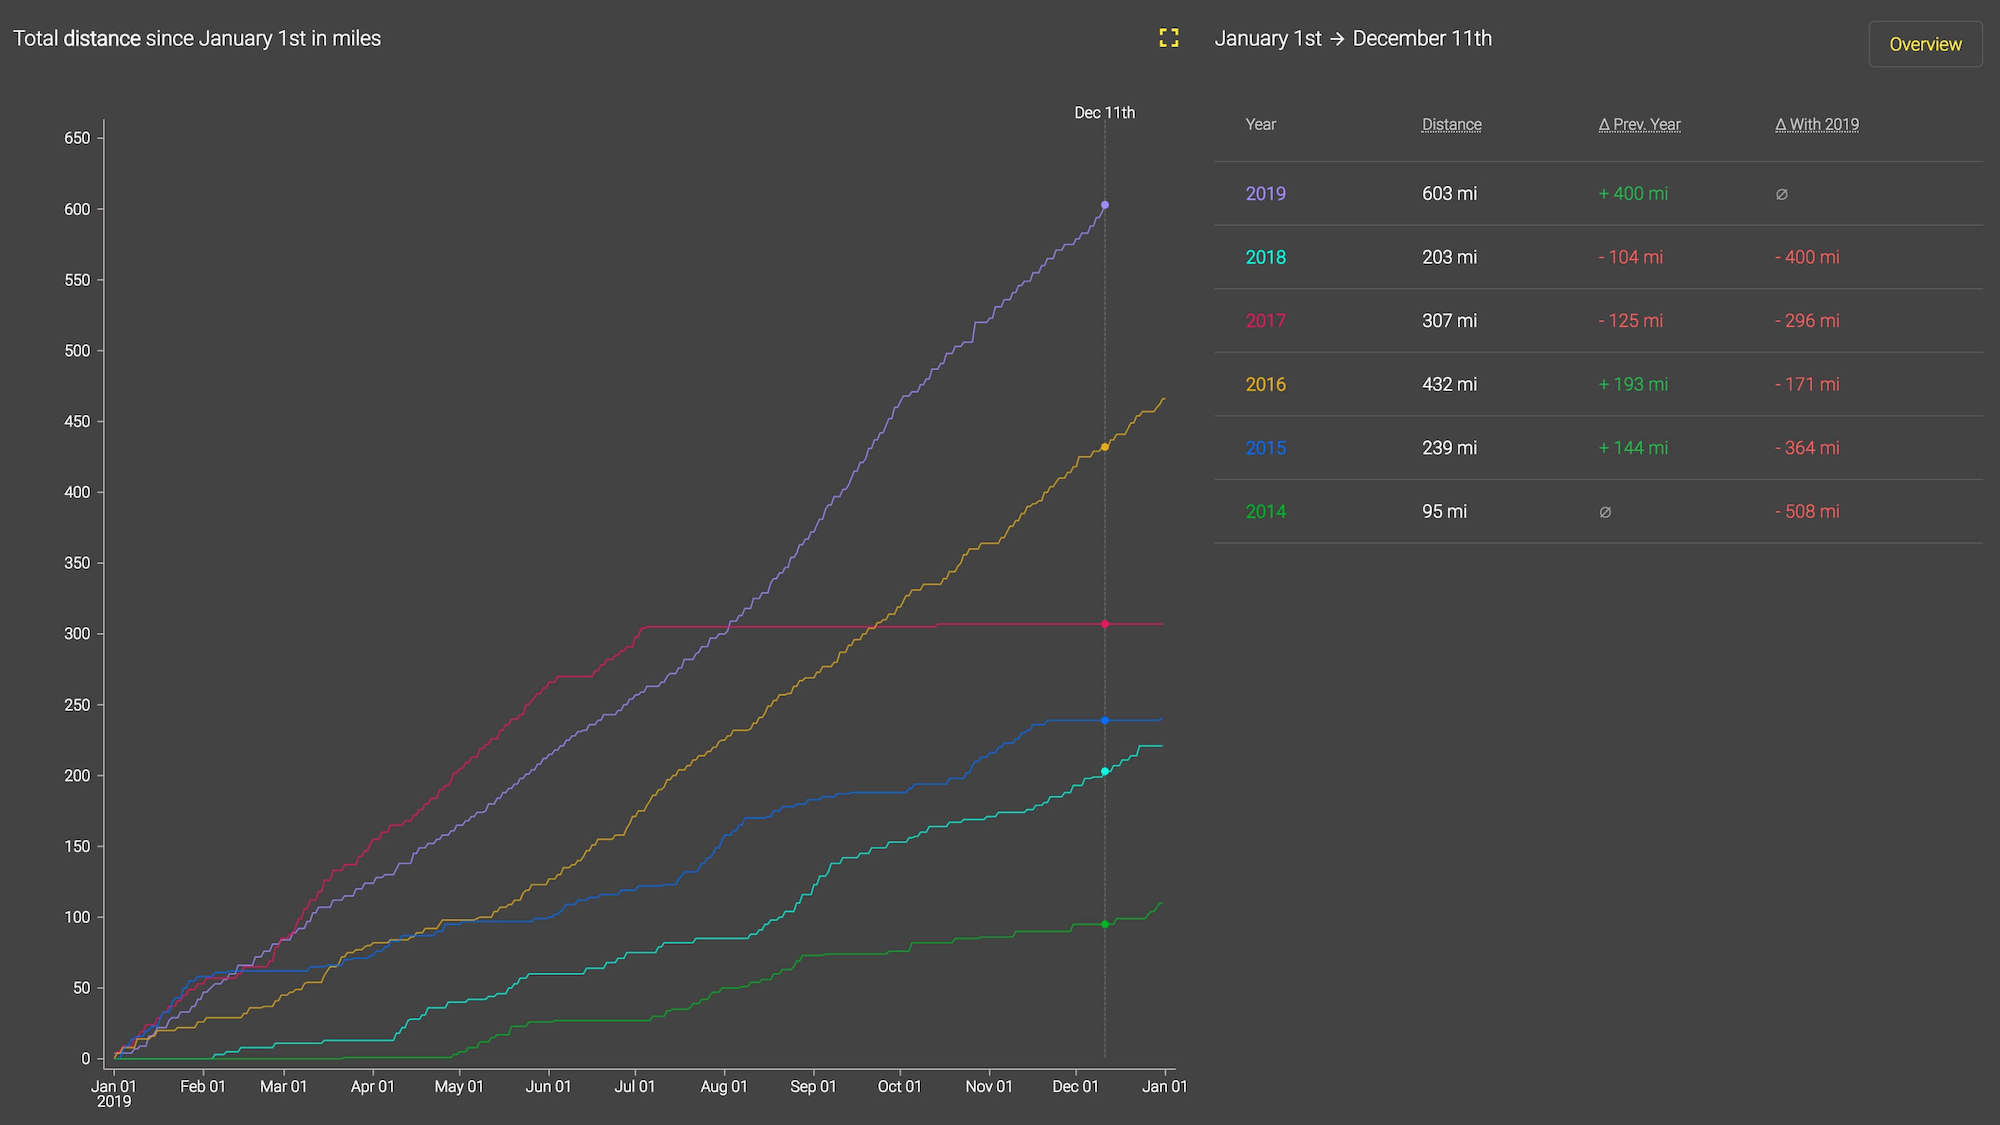 Total distance since January 1st in miles
January 1st → December 11th
Overview
Dec 11th
650
600
550
500
450
400
350
300
250
200
150
100
50
0
Jan 01 Feb 01 Mar 01 Apr 01 May 01 Jun 01 Jul 01 Aug 01 Sep 01 Oct 01 Nov 01 Dec 01 Jan 01
2019
Year Distance Δ Prev. Year Δ With 2019
2019 603 mi + 400 mi ∅
2018 203 mi - 104 mi - 400 mi
2017 307 mi - 125 mi - 296 mi
2016 432 mi + 193 mi - 171 mi
2015 239 mi + 144 mi - 364 mi
2014 95 mi ∅ - 508 mi